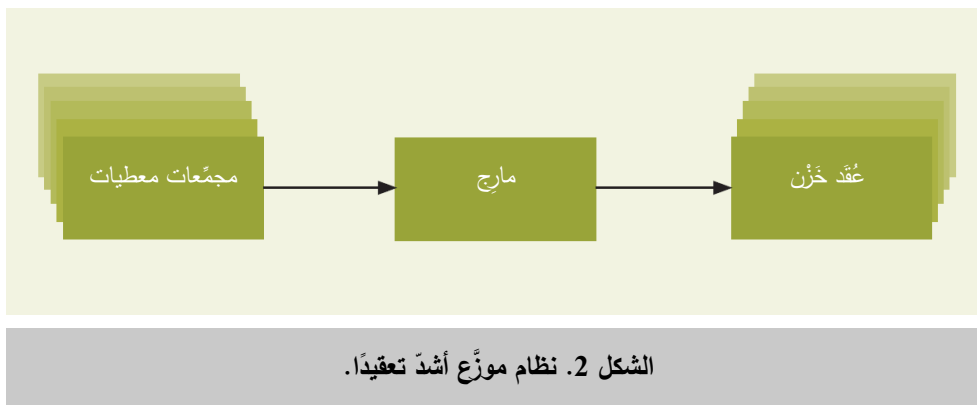 مجمِّعات معطيات
مارِج
عُقَد خَزْن
الشكل 2. نظام موزَّع أشدّ تعقيدًا.